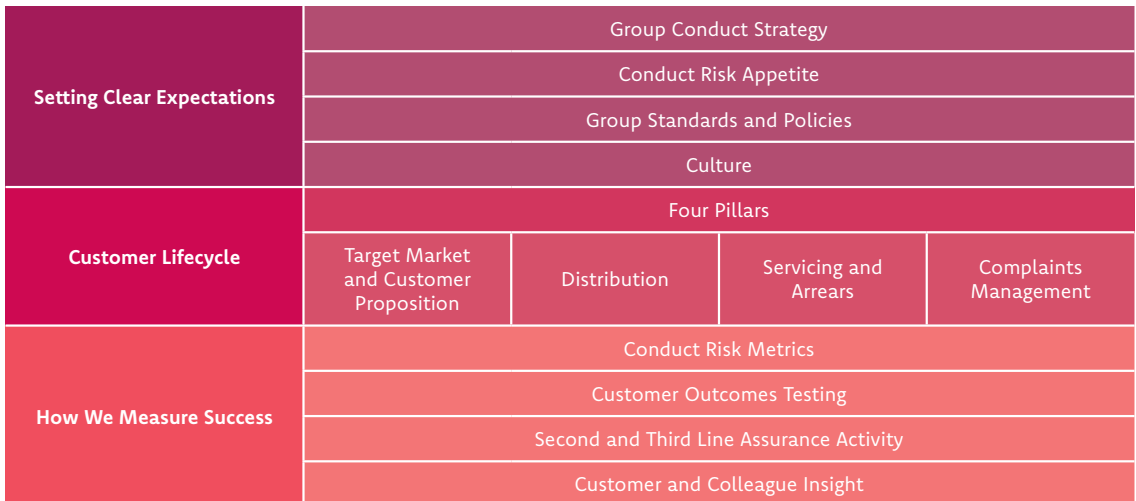 Setting Clear Expectations
Group Conduct Strategy
Conduct Risk Appetite
Group Standards and Policies
Culture
Customer Lifecycle
Four Pillars
Target Market
and Customer
Proposition
Distribution
Servicing and
Arrears
Complaints
Management
How We Measure Success
Conduct Risk Metrics
Customer Outcomes Testing
Second and Third Line Assurance Activity
Customer and Colleague Insight